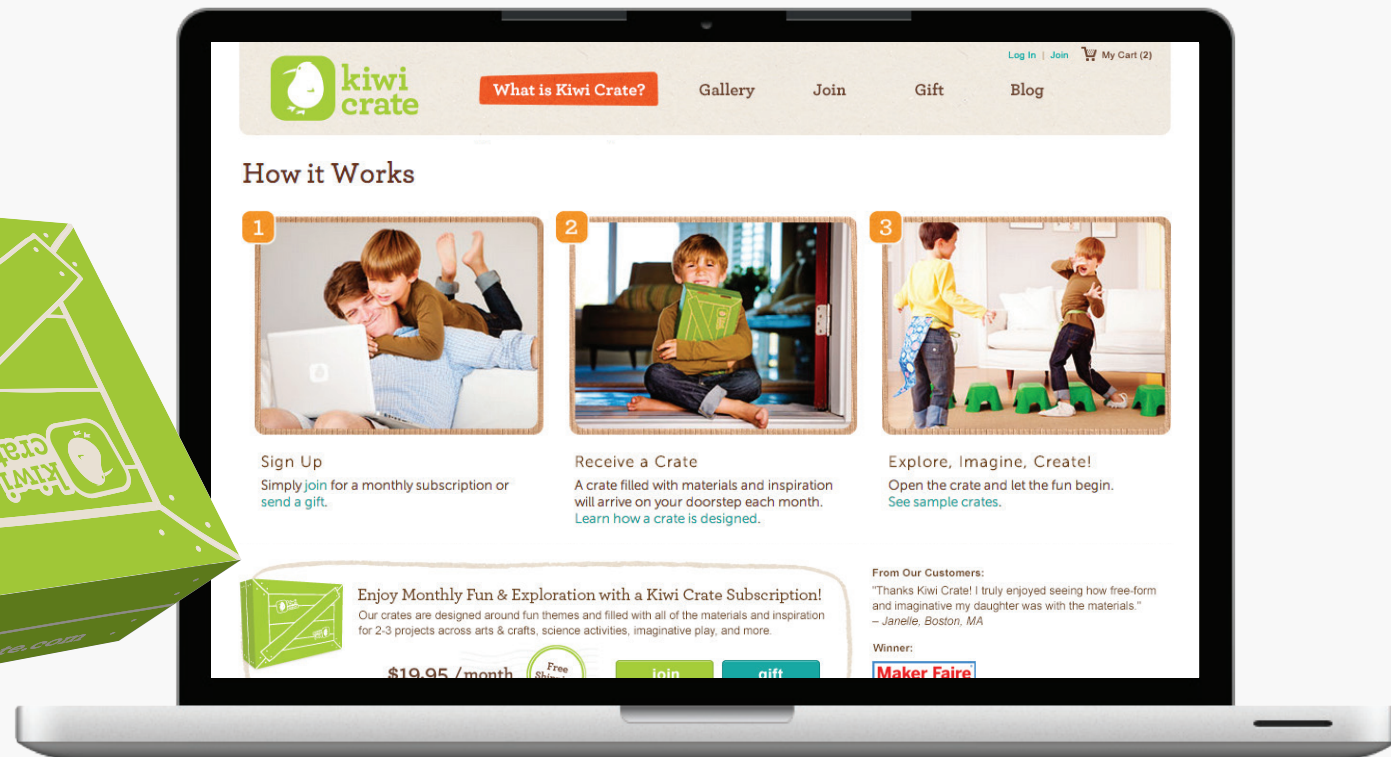 Log In | Join My Cart (2)
kiwi
crate
What is Kiwi Crate? Gallery Join Gift Blog
How it Works
1
2
3
Sign Up
Simply join for a monthly subscription or
send a gift.
Receive a Crate
A crate filled with materials and inspiration
will arrive on your doorstep each month.
Learn how a crate is designed.
Explore, Imagine, Create!
Open the crate and let the fun begin.
See sample crates.
kiwi
crate
te.com
Enjoy Monthly Fun & Exploration with a Kiwi Crate Subscription!
Our crates are designed around fun themes and filled with all of the materials and inspiration
for 2-3 projects across arts & crafts, science activities, imaginative play, and more.
$19.95 /month
Free
join
gift
From Our Customers:
"Thanks Kiwi Crate! I truly enjoyed seeing how free-form
and imaginative my daughter was with the materials."
– Janelle, Boston, MA
Winner:
Maker Faire